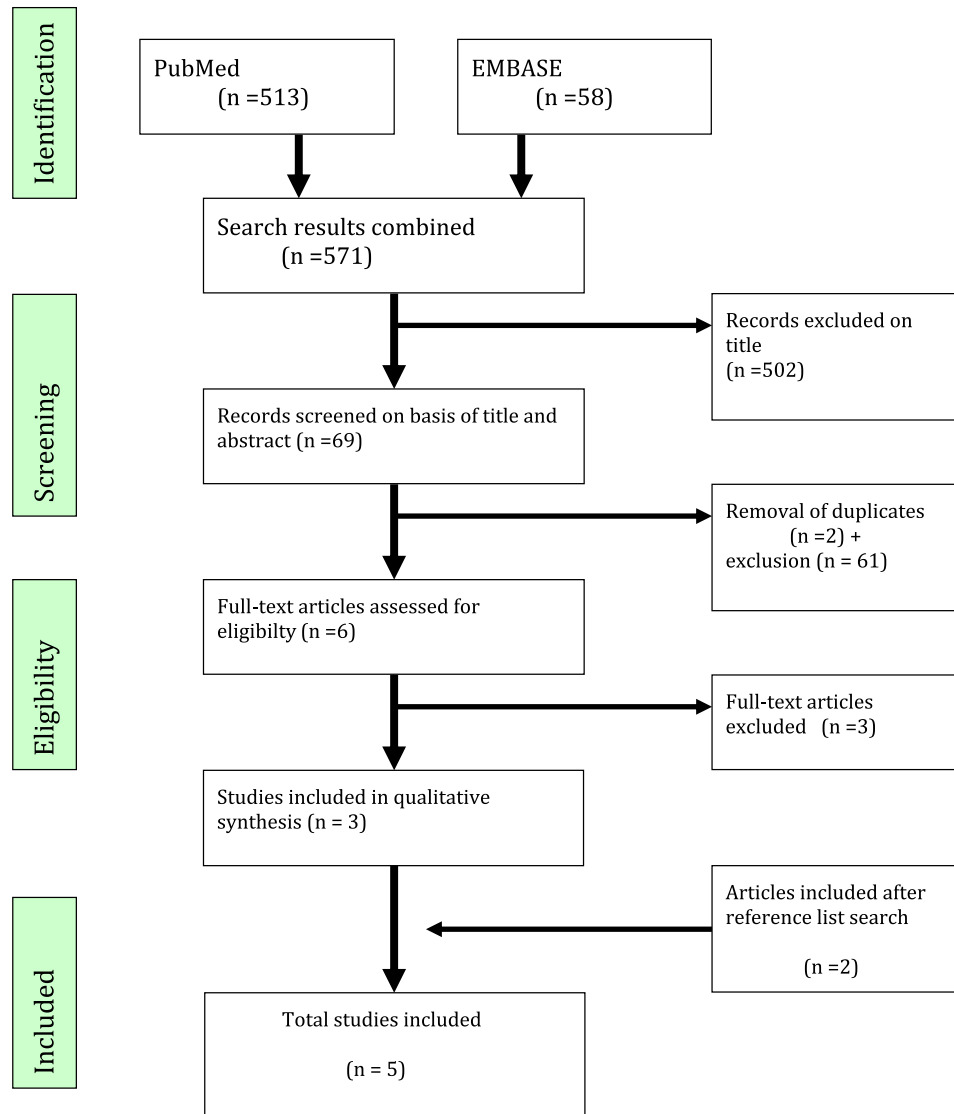 Identification
PubMed
(n =513)
EMBASE
(n =58)
Search results combined
(n =571)
Screening
Records excluded on
title
(n =502)
Records screened on basis of title and
abstract (n =69)
Removal of duplicates
(n =2) +
exclusion (n = 61)
Eligibility
Full-text articles assessed for
eligibilty (n =6)
Full-text articles
excluded (n =3)
Studies included in qualitative
synthesis (n = 3)
Included
Articles included after
reference list search
(n =2)
Total studies included
(n = 5)